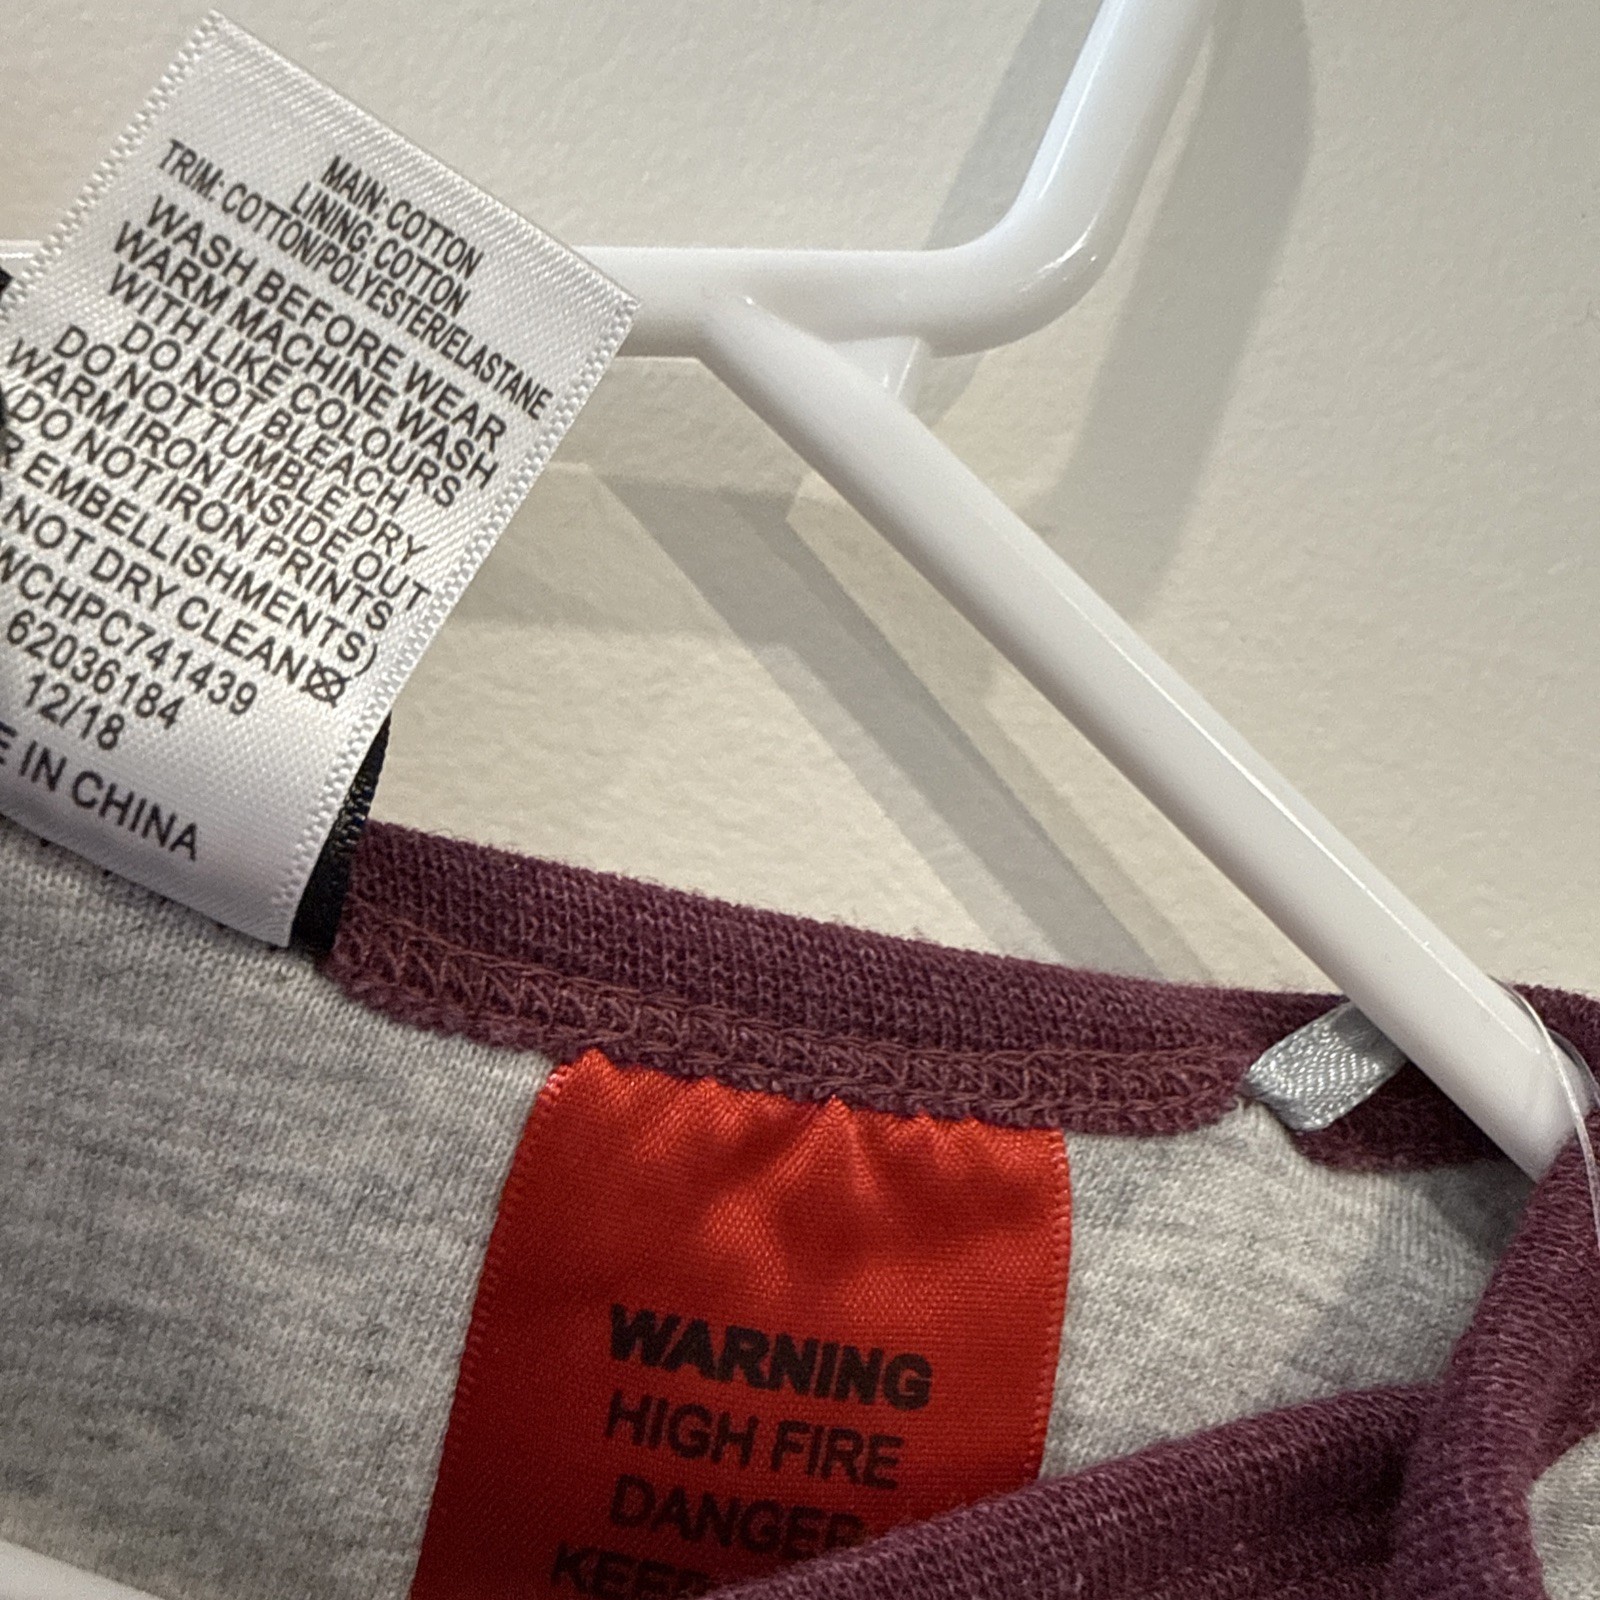 MAIN: COTTON
LINING: COTTON
TRIM: COTTON/POLYESTER/ELASTANE
WASH BEFORE WEAR
WARM MACHINE WASH
WITH LIKE COLOURS
DO NOT BLEACH
DO NOT TUMBLE DRY
WARM IRON INSIDE OUT
(DO NOT IRON PRINTS
R EMBELLISHMENTS)
NOT DRY CLEAN
WCHPC741439
62036184
12/18
E IN CHINA
WARNING
HIGH FIRE
DANGER
KEEP